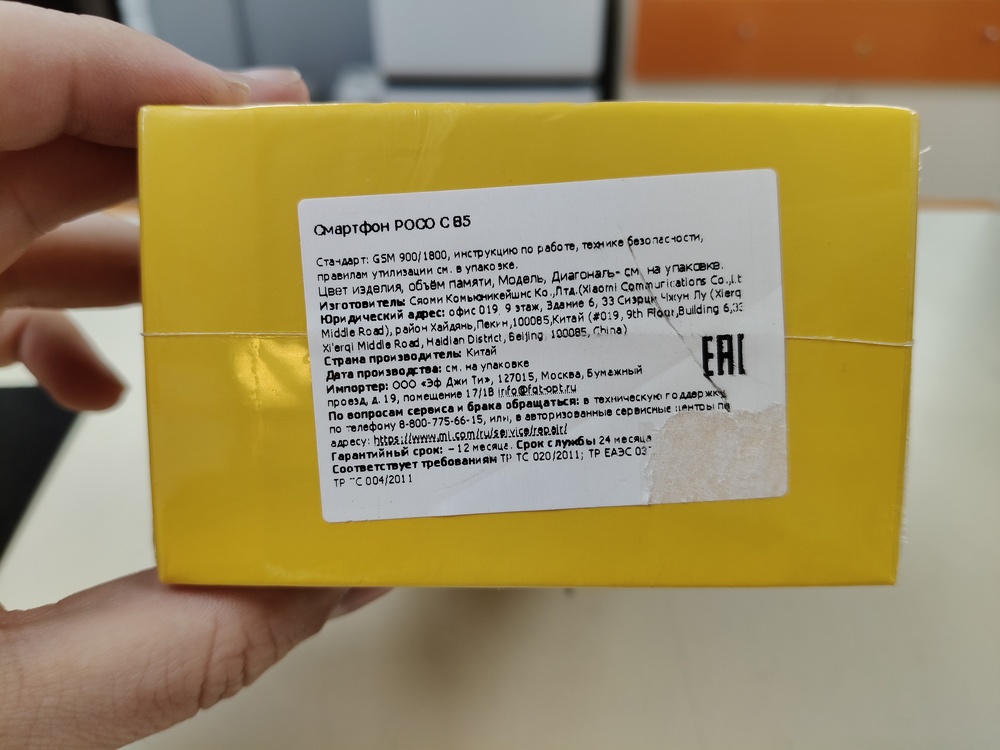 Смартфон POCO C85
Стандарт: GSM 900/1800, инструкцию по работе, технике безопасности,
правилам утилизации см. в упаковке.
Цвет изделия, объём памяти, Модель, Диагональ- см. на упаковке.
Изготовитель: Сяоми Комьюникейшнс Ко.,Лтд.(Xiaomi Communications Co.,Lt
Юридический адрес: офис 019, 9 этаж, Здание 6, 33 Сиэрци Чжун Лу (Xierq
Middle Road), район Хайдянь,Пекин,100085,Китай (#019, 9th Floor,Building 6,33
Xi'erqi Middle Road, Haidian District, Beijing, 100085, China)
Страна производитель: Китай
Дата производства: см. на упаковке
Импортер: ООО «Эф Джи Ти», 127015, Москва, Бумажный
проезд, д. 19, помещение 17/1В info@fgt-opt.ru
EAC
По вопросам сервиса и брака обращаться: в техническую поддержку
по телефону 8-800-775-66-15, или, в авторизованные сервисные центры по
адресу: https://www.mi.com/ru/service/repair/
Гарантийный срок: – 12 месяца. Срок службы 24 месяца
Соответствует требованиям ТР ТС 020/2011; ТР ЕАЭС 037
ТР ТС 004/2011